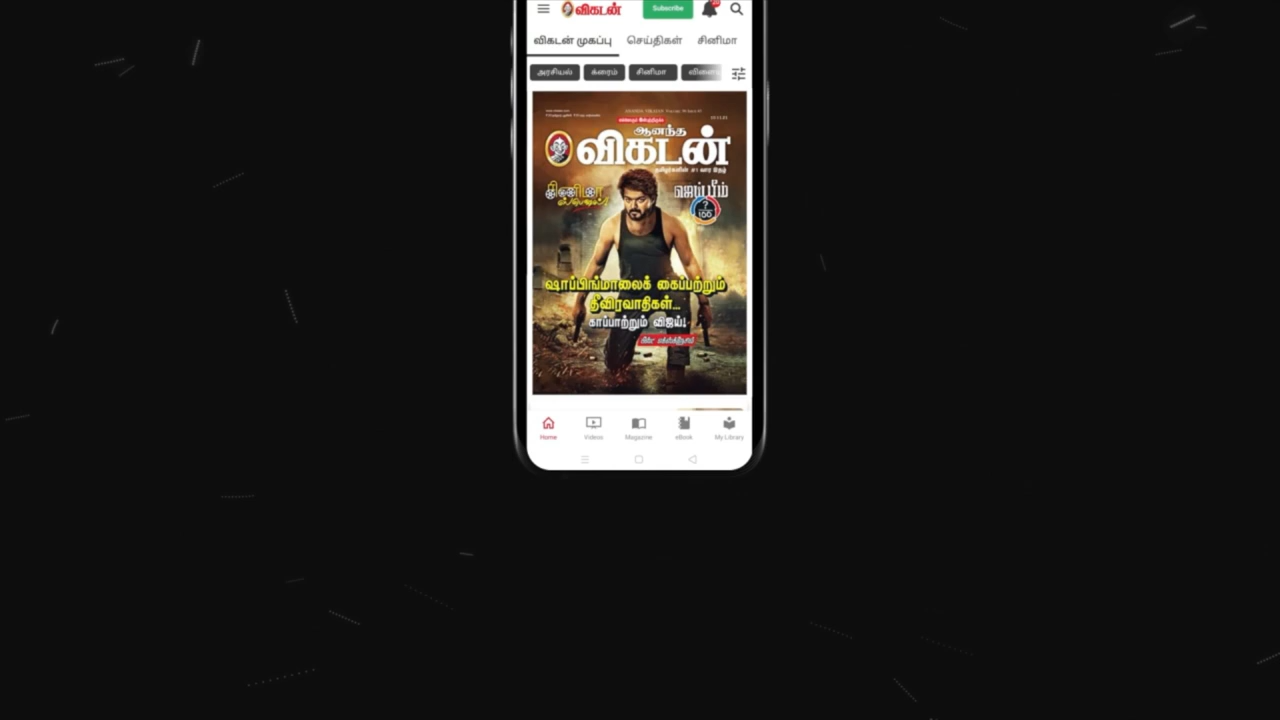 விகடன்
Subscribe
விகடன் முகப்பு செய்திகள் சினிமா
அரசியல் க்ரைம் சினிமா
ஆனந்த
விகடன்
சினிமா
ஜெய்பீம்
?
100
ஷாப்பிங்மாலைக் கைப்பற்றும்
தீவிரவாதிகள்...
காப்பாற்றும் விஜய்!
Home Videos Magazine eBook My Library